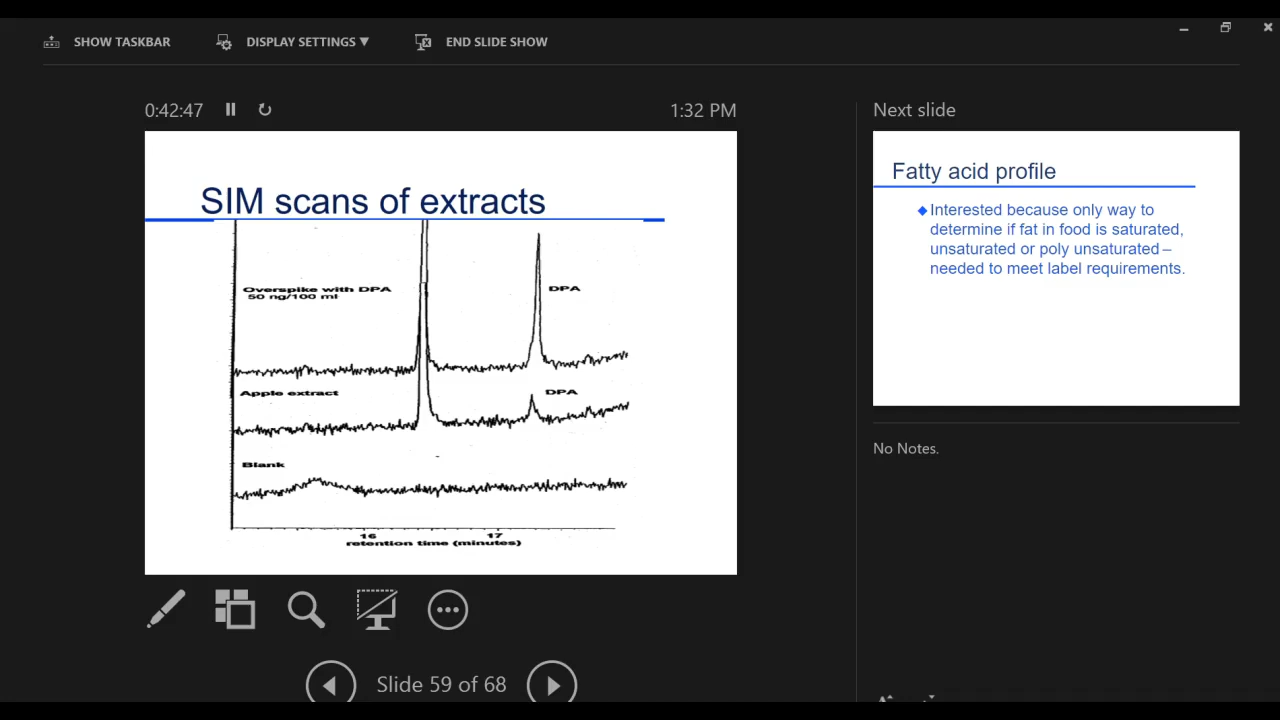 SHOW TASKBAR
DISPLAY SETTINGS ▼
END SLIDE SHOW
0:42:47
1:32 PM
SIM scans of extracts
Overspike with DPA
50 ng/100 ml
DPA
Apple extract
DPA
Blank
16
17
retention time (minutes)
Slide 59 of 68
Next slide
Fatty acid profile
Interested because only way to
determine if fat in food is saturated,
unsaturated or poly unsaturated –
needed to meet label requirements.
No Notes.